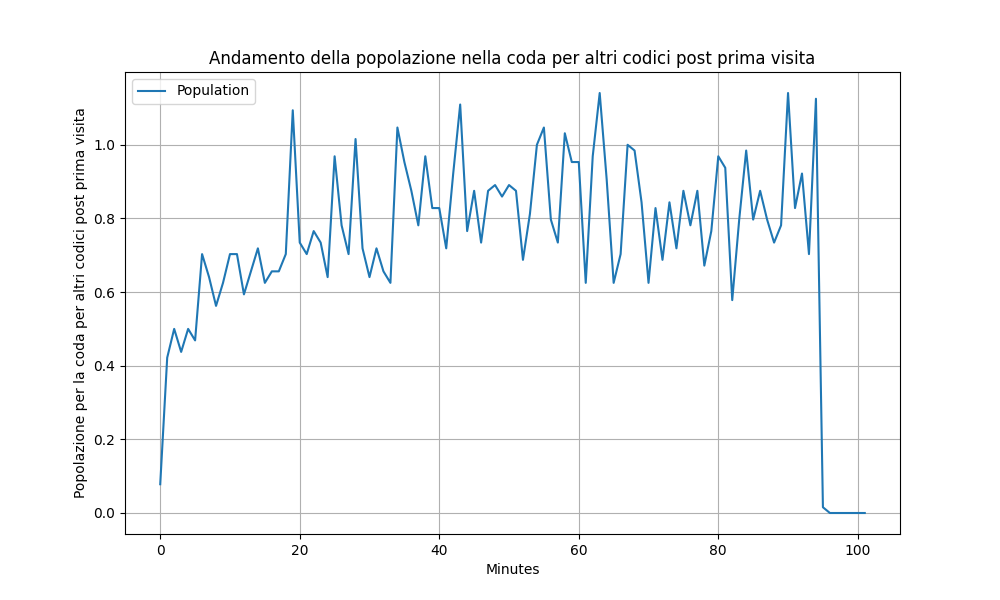 Andamento della popolazione nella coda per altri codici post prima visita
Population
Popolazione per la coda per altri codici post prima visita
1.0
0.8
0.6
0.4
0.2
0.0
0 20 40 60 80 100
Minutes